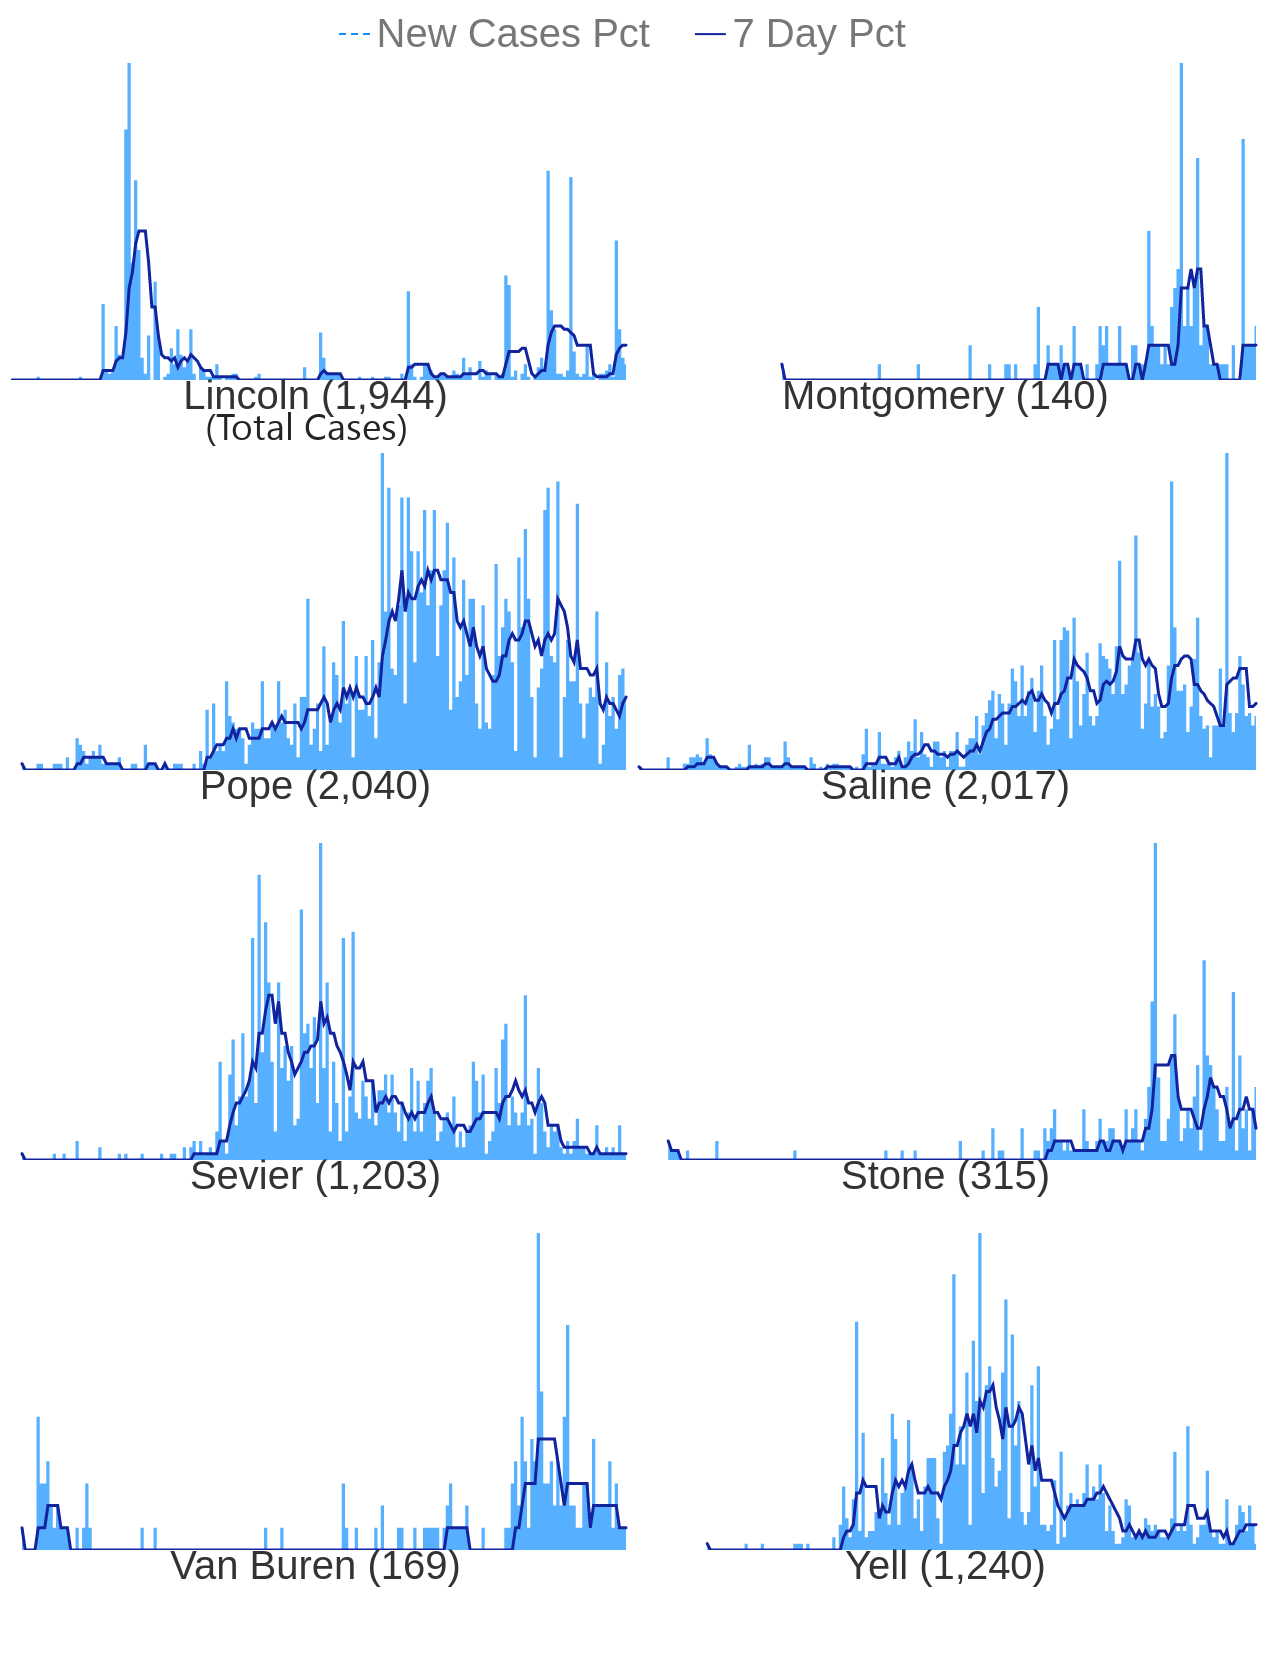 New Cases Pct 7 Day Pct
Lincoln (1,944) Montgomery (140)
(Total Cases)
Pope (2,040) Saline (2,017)
Sevier (1,203) Stone (315)
Van Buren (169) Yell (1,240)